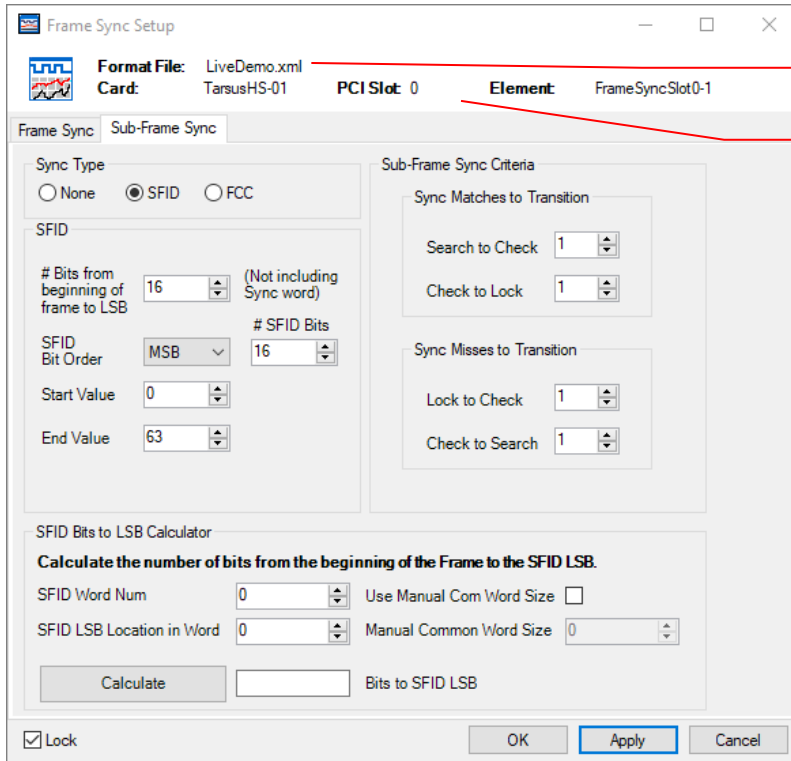 Frame Sync Setup
Format File: LiveDemo.xml
Card: TarsusHS-01 PCI Slot: 0 Element: FrameSyncSlot0-1
Frame Sync Sub-Frame Sync
Sync Type
None SFID FCC
SFID
# Bits from
beginning of
frame to LSB
16
(Not including
Sync word)
# SFID Bits
SFID
Bit Order
MSB 16
Start Value 0
End Value 63
Sub-Frame Sync Criteria
Sync Matches to Transition
Search to Check 1
Check to Lock 1
Sync Misses to Transition
Lock to Check 1
Check to Search 1
SFID Bits to LSB Calculator
Calculate the number of bits from the beginning of the Frame to the SFID LSB.
SFID Word Num 0 Use Manual Com Word Size
SFID LSB Location in Word 0 Manual Common Word Size 0
Calculate Bits to SFID LSB
Lock OK Apply Cancel